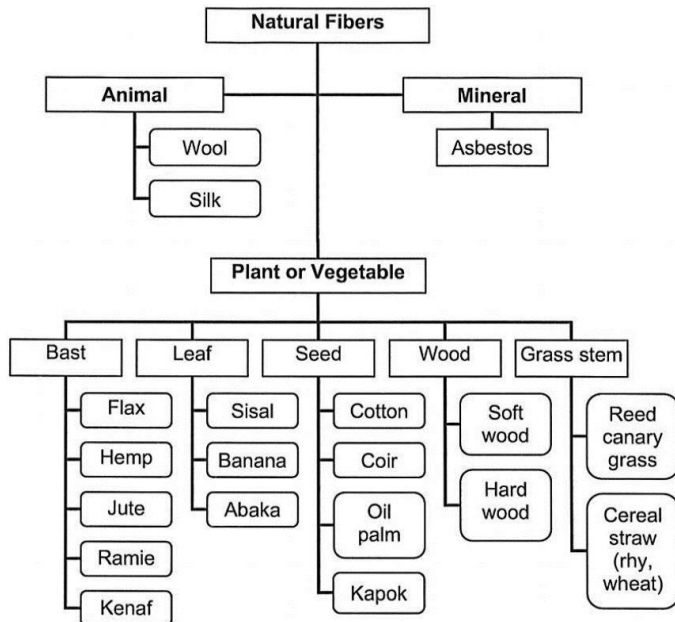 Natural Fibers
Animal
Mineral
Wool
Asbestos
Silk
Plant or Vegetable
Bast
Leaf
Seed
Wood
Grass stem
Flax
Hemp
Jute
Ramie
Kenaf
Sisal
Banana
Abaka
Cotton
Coir
Oil
palm
Kapok
Soft
wood
Hard
wood
Reed
canary
grass
Cereal
straw
(rhy,
wheat)